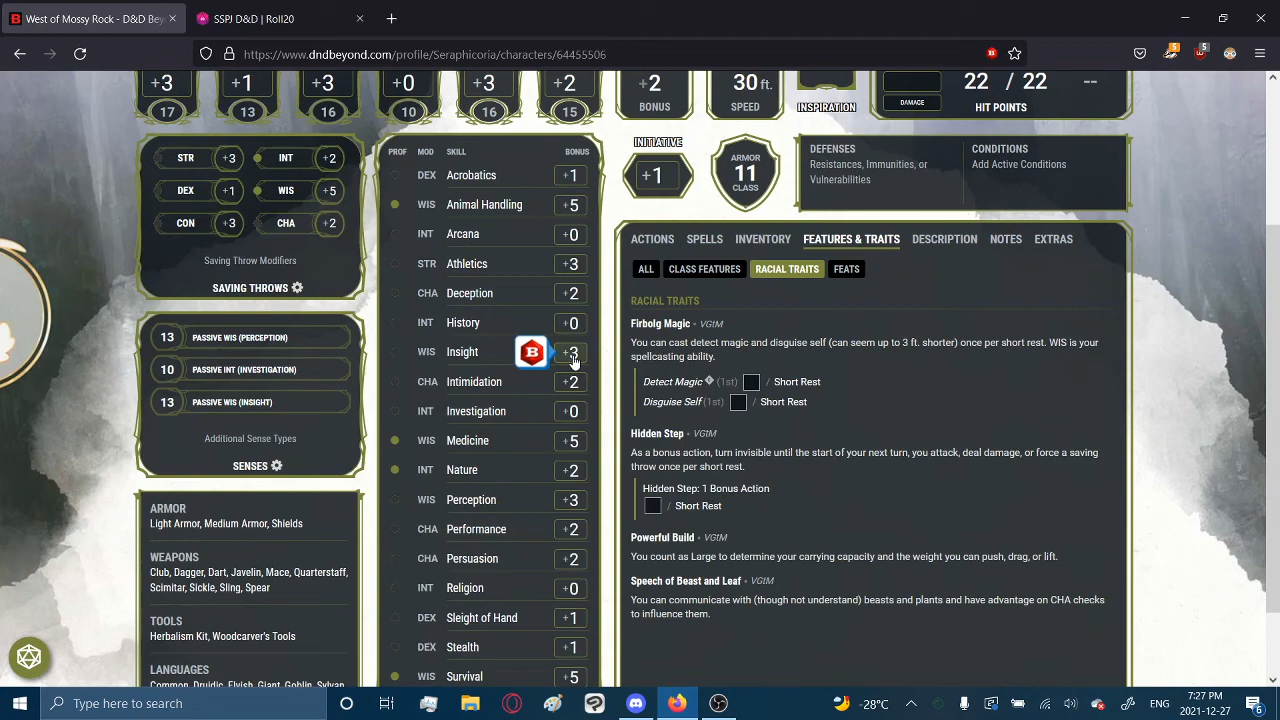 West of Mossy Rock - D&D Bey
SSPJ D&D | Roll20
https://www.dndbeyond.com/profile/Seraphicoria/characters/64455506
5
5
+3 +1 +3 +0 +3 +2
17 13 16 10 16 15
+2
BONUS
30 ft.
SPEED
INSPIRATION
DAMAGE
22 / 22 --
HIT POINTS
STR +3 INT +2
DEX +1 WIS +5
CON +3 CHA +2
Saving Throw Modifiers
SAVING THROWS
13 PASSIVE WIS (PERCEPTION)
10 PASSIVE INT (INVESTIGATION)
13 PASSIVE WIS (INSIGHT)
Additional Sense Types
SENSES
ARMOR
Light Armor, Medium Armor, Shields
WEAPONS
Club, Dagger, Dart, Javelin, Mace, Quarterstaff,
Scimitar, Sickle, Sling, Spear
TOOLS
Herbalism Kit, Woodcarver's Tools
LANGUAGES
Common, Druidic, Elvish, Giant, Goblin, Sylvan
PROF MOD SKILL BONUS
DEX Acrobatics +1
WIS Animal Handling +5
INT Arcana +0
STR Athletics +3
CHA Deception +2
INT History +0
WIS Insight B +3
CHA Intimidation +2
INT Investigation +0
WIS Medicine +5
INT Nature +2
WIS Perception +3
CHA Performance +2
CHA Persuasion +2
INT Religion +0
DEX Sleight of Hand +1
DEX Stealth +1
WIS Survival +5
INITIATIVE
+1
ARMOR
11
CLASS
DEFENSES
Resistances, Immunities, or
Vulnerabilities
CONDITIONS
Add Active Conditions
ACTIONS SPELLS INVENTORY FEATURES & TRAITS DESCRIPTION NOTES EXTRAS
ALL CLASS FEATURES RACIAL TRAITS FEATS
RACIAL TRAITS
Firbolg Magic • VGtM
You can cast detect magic and disguise self (can seem up to 3 ft. shorter) once per short rest. WIS is your
spellcasting ability.
Detect Magic (1st) / Short Rest
Disguise Self (1st) / Short Rest
Hidden Step • VGtM
As a bonus action, turn invisible until the start of your next turn, you attack, deal damage, or force a saving
throw once per short rest.
Hidden Step: 1 Bonus Action
/ Short Rest
Powerful Build • VGtM
You count as Large to determine your carrying capacity and the weight you can push, drag, or lift.
Speech of Beast and Leaf • VGtM
You can communicate with (though not understand) beasts and plants and have advantage on CHA checks
to influence them.
Type here to search
-28°C
ENG
7:27 PM
2021-12-27
6